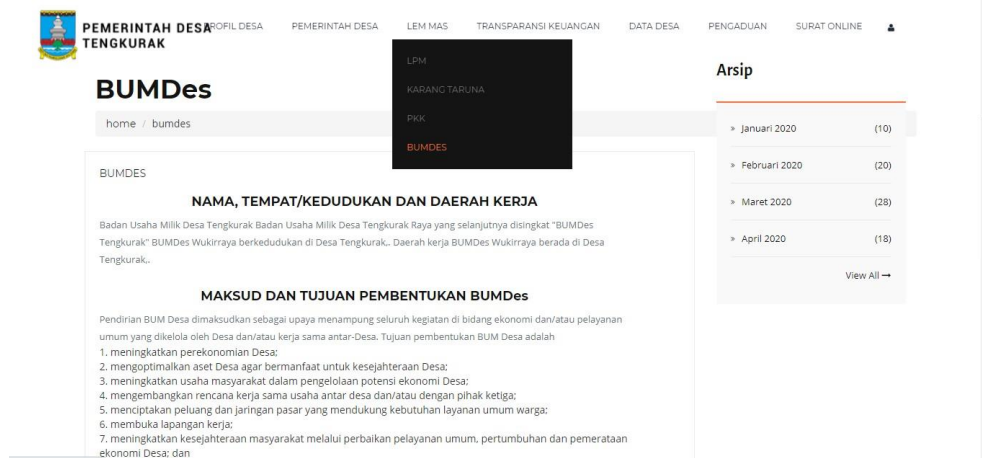 PEMERINTAH DESA
TENGKURAK
PROFIL DESA
PEMERINTAH DESA
LEM MAS
TRANSPARANSI KEUANGAN
DATA DESA
PENGADUAN
SURAT ONLINE
LPM
KARANG TARUNA
PKK
BUMDES
BUMDes
home / bumdes
BUMDES
NAMA, TEMPAT/KEDUDUKAN DAN DAERAH KERJA
Badan Usaha Milik Desa Tengkurak Badan Usaha Milik Desa Tengkurak Raya yang selanjutnya disingkat "BUMDes
Tengkurak" BUMDes Wukirraya berkedudukan di Desa Tengkurak,. Daerah kerja BUMDes Wukirraya berada di Desa
Tengkurak,.
MAKSUD DAN TUJUAN PEMBENTUKAN BUMDes
Pendirian BUM Desa dimaksudkan sebagai upaya menampung seluruh kegiatan di bidang ekonomi dan/atau pelayanan
umum yang dikelola oleh Desa dan/atau kerja sama antar-Desa. Tujuan pembentukan BUM Desa adalah
1. meningkatkan perekonomian Desa;
2. mengoptimalkan aset Desa agar bermanfaat untuk kesejahteraan Desa;
3. meningkatkan usaha masyarakat dalam pengelolaan potensi ekonomi Desa;
4. mengembangkan rencana kerja sama usaha antar desa dan/atau dengan pihak ketiga;
5. menciptakan peluang dan jaringan pasar yang mendukung kebutuhan layanan umum warga;
6. membuka lapangan kerja;
7. meningkatkan kesejahteraan masyarakat melalui perbaikan pelayanan umum, pertumbuhan dan pemerataan
ekonomi Desa; dan
Arsip
» Januari 2020 (10)
» Februari 2020 (20)
» Maret 2020 (28)
» April 2020 (18)
View All →